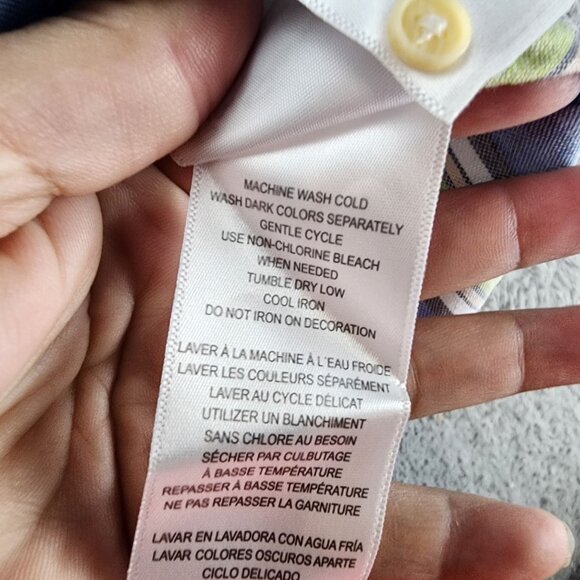 MACHINE WASH COLD
WASH DARK COLORS SEPARATELY
GENTLE CYCLE
USE NON-CHLORINE BLEACH
WHEN NEEDED
TUMBLE DRY LOW
COOL IRON
DO NOT IRON ON DECORATION
LAVER À LA MACHINE À L'EAU FROIDE
LAVER LES COULEURS SÉPARÉMENT
LAVER AU CYCLE DÉLICAT
UTILIZER UN BLANCHIMENT
SANS CHLORE AU BESOIN
SÉCHER PAR CULBUTAGE
À BASSE TEMPÉRATURE
REPASSER À BASSE TEMPÉRATURE
NE PAS REPASSER LA GARNITURE
LAVAR EN LAVADORA CON AGUA FRÍA
LAVAR COLORES OSCUROS APARTE
CICLO DELICADO